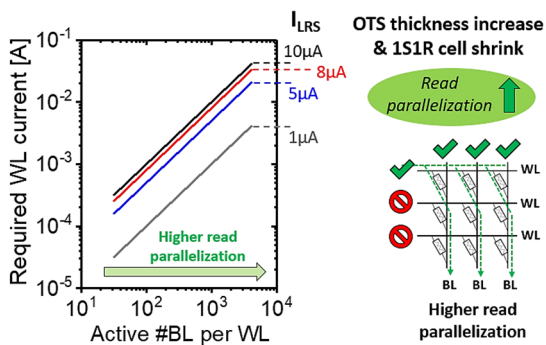 Required WL current [A]
10⁻¹
10⁻²
10⁻³
10⁻⁴
10⁻⁵
10¹
10²
10³
10⁴
Active #BL per WL
Higher read
parallelization
I_LRS
10μA
8μA
5μA
1μA
OTS thickness increase
& 1S1R cell shrink
Read
parallelization
WL
WL
WL
BL BL BL
Higher read
parallelization